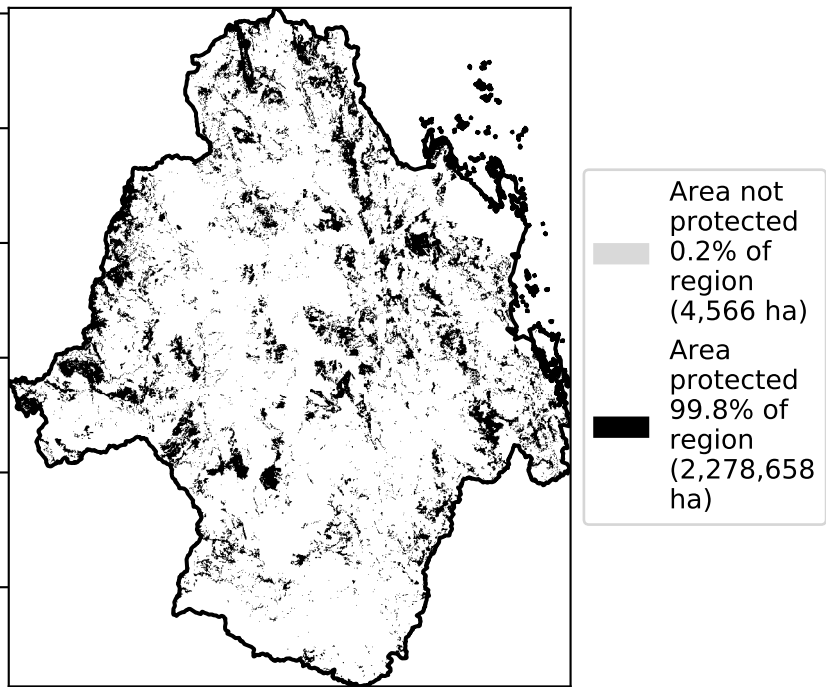 Area not
protected
0.2% of
region
(4,566 ha)
Area
protected
99.8% of
region
(2,278,658
ha)